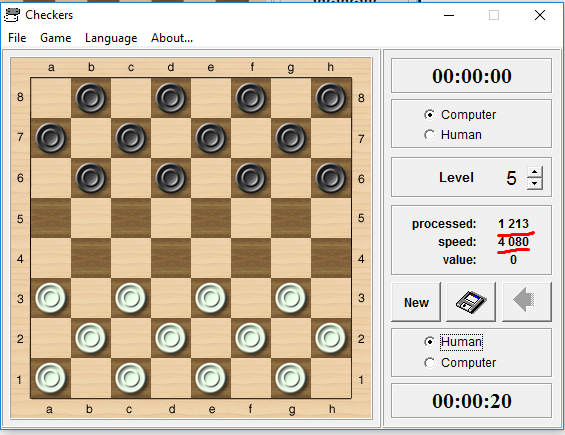 Checkers
File Game Language About...
a b c d e f g h
8 8
7 7
6 6
5 5
4 4
3 3
2 2
1 1
a b c d e f g h
00:00:00
Computer
Human
Level 5
processed: 1 213
speed: 4 080
value: 0
New
Human
Computer
00:00:20